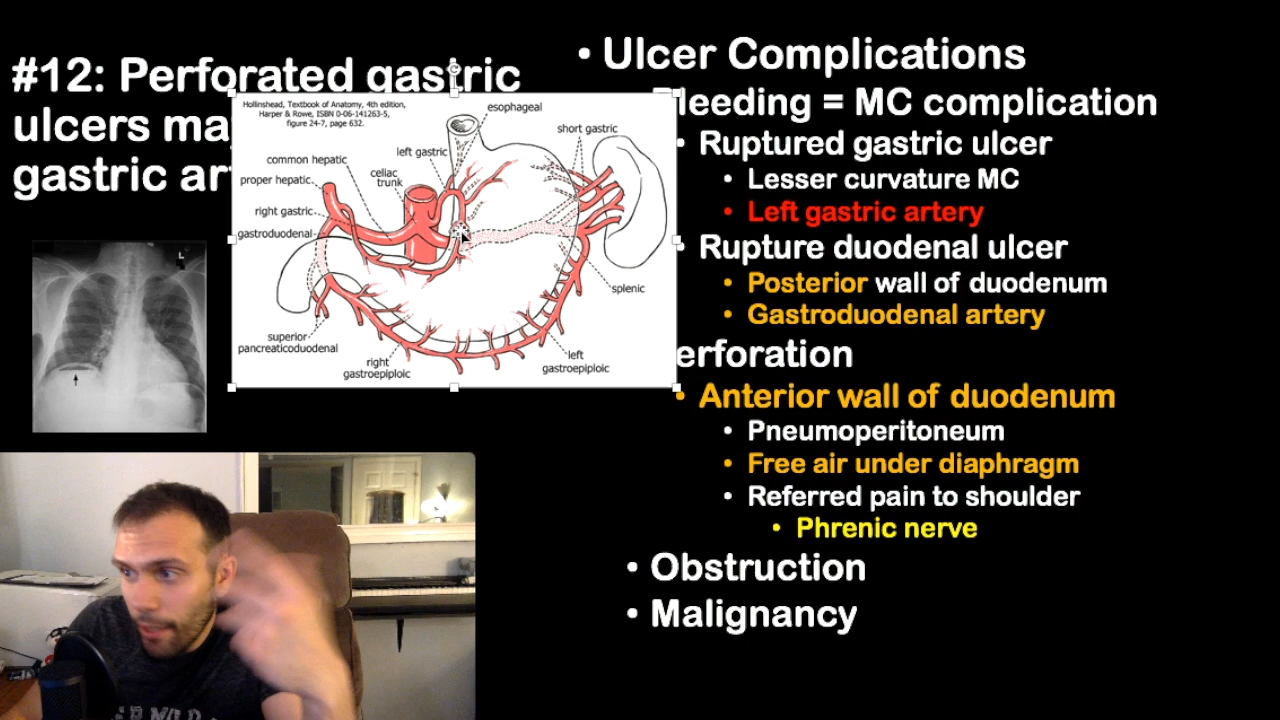 #12: Perforated gastric
ulcers ma
gastric ar
Hollinshead, Textbook of Anatomy, 4th edition,
Harper & Rowe, ISBN 0-06-141263-5,
figure 24-7, page 632.
esophageal
short gastric
left gastric
common hepatic
celiac
trunk
proper hepatic
right gastric
gastroduodenal
splenic
superior
pancreaticoduodenal
right
gastroepiploic
left
gastroepiploic
L
• Ulcer Complications
Bleeding = MC complication
• Ruptured gastric ulcer
• Lesser curvature MC
• Left gastric artery
• Rupture duodenal ulcer
• Posterior wall of duodenum
• Gastroduodenal artery
erforation
• Anterior wall of duodenum
• Pneumoperitoneum
• Free air under diaphragm
• Referred pain to shoulder
• Phrenic nerve
• Obstruction
• Malignancy